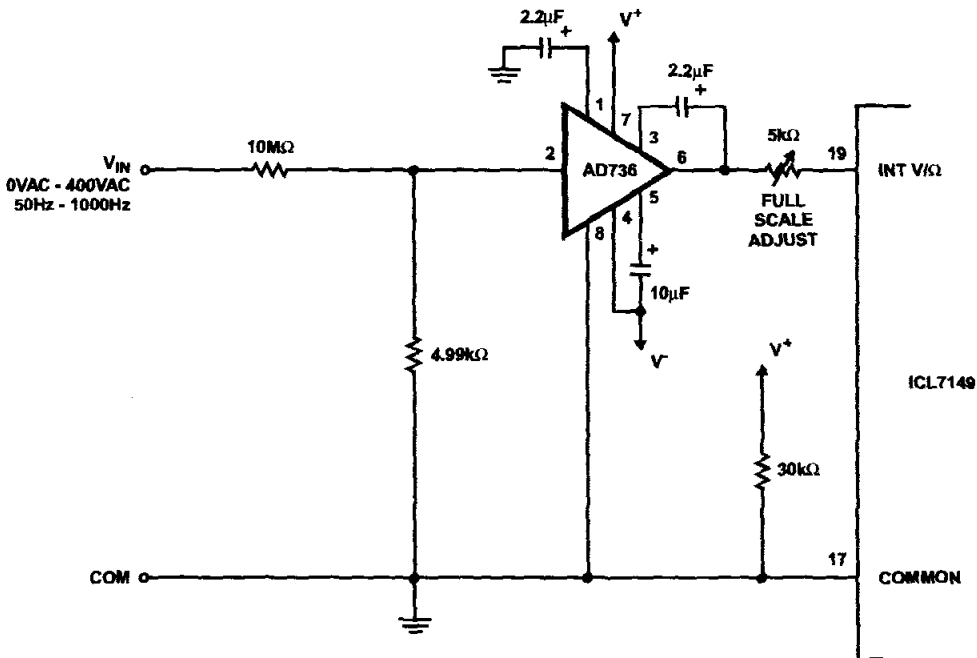 2.2μF
+
V+
2.2μF
+
1
7
3
10MΩ
5kΩ
VIN
0VAC - 400VAC
50Hz - 1000Hz
2
AD736
6
19
INT V/Ω
FULL
SCALE
ADJUST
5
4
8
+
10μF
V-
4.99kΩ
V+
ICL7149
30kΩ
17
COM
COMMON